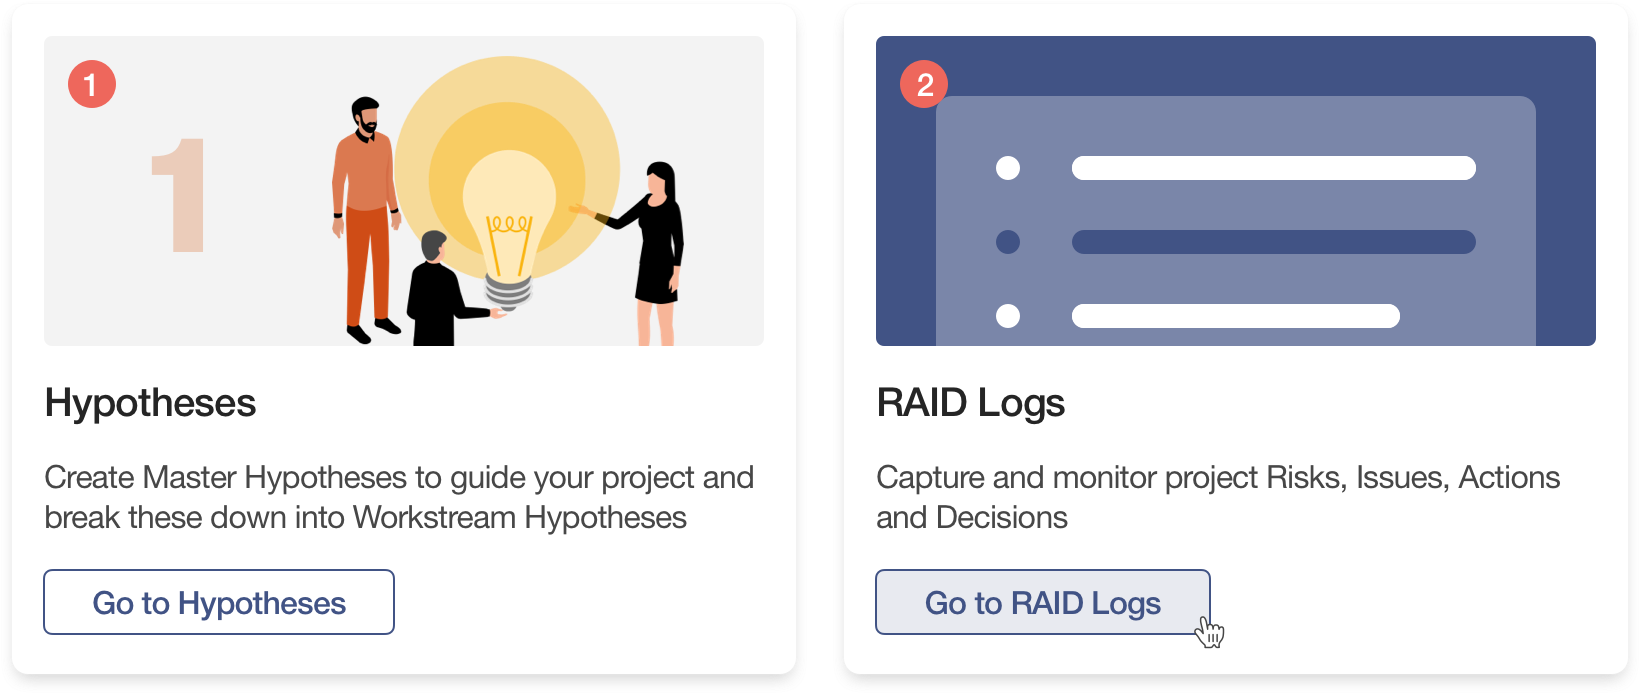 1
1
Hypotheses
Create Master Hypotheses to guide your project and
break these down into Workstream Hypotheses
Go to Hypotheses
2
RAID Logs
Capture and monitor project Risks, Issues, Actions
and Decisions
Go to RAID Logs